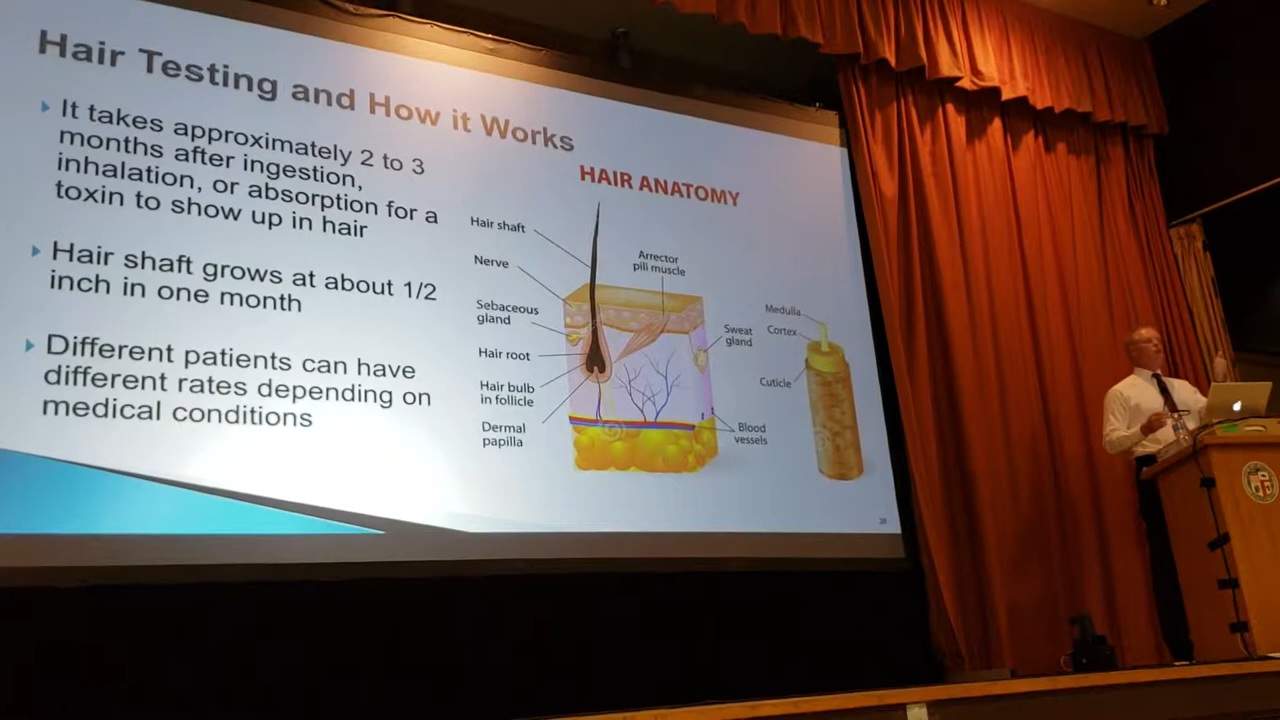 Hair Testing and How it Works
It takes approximately 2 to 3
months after ingestion,
inhalation, or absorption for a
toxin to show up in hair
Hair shaft grows at about 1/2
inch in one month
Different patients can have
different rates depending on
medical conditions
HAIR ANATOMY
Hair shaft
Nerve
Sebaceous
gland
Hair root
Hair bulb
in follicle
Dermal
papilla
Arrector
pili muscle
Sweat
gland
Blood
vessels
Medulla
Cortex
Cuticle